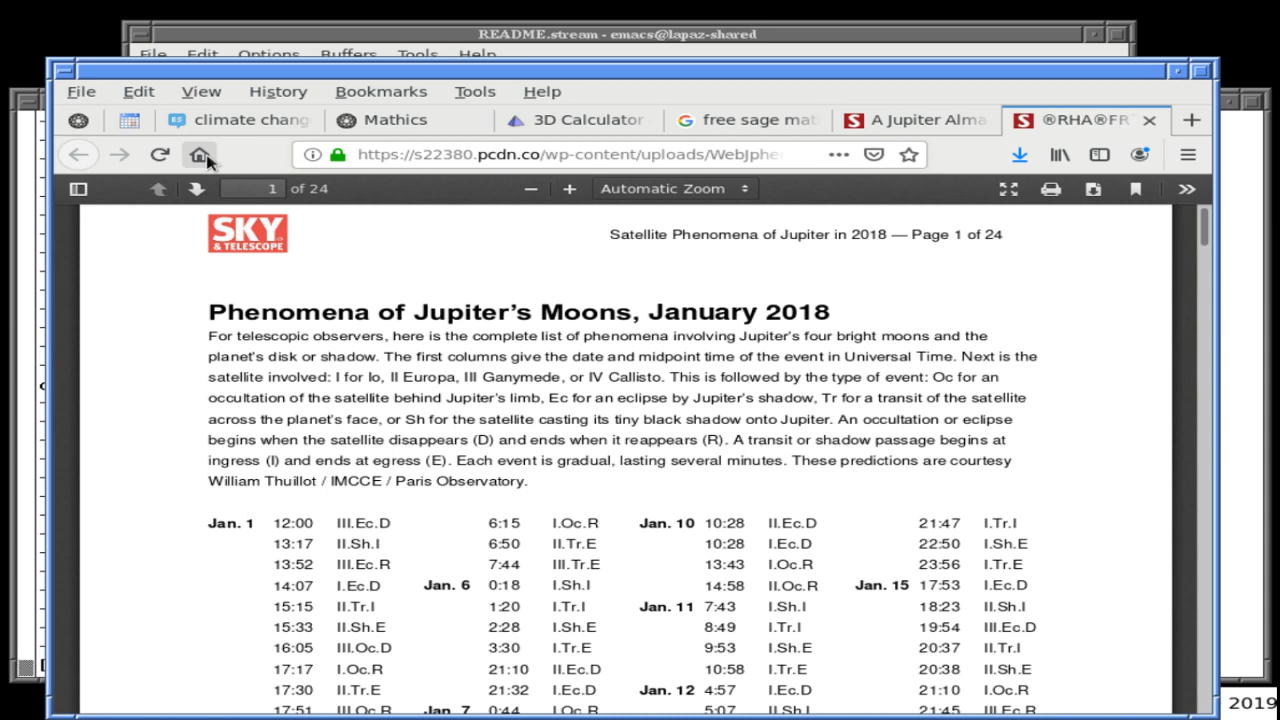 README.stream - emacs@lapaz-shared
File Edit Options Buffers Tools Help
File Edit View History Bookmarks Tools Help
climate chang Mathics 3D Calculator free sage mat A Jupiter Alma ®RHA®FR
https://s22380.pcdn.co/wp-content/uploads/WebJphe
1 of 24 Automatic Zoom
SKY
& TELESCOPE
Satellite Phenomena of Jupiter in 2018 — Page 1 of 24
Phenomena of Jupiter's Moons, January 2018
For telescopic observers, here is the complete list of phenomena involving Jupiter's four bright moons and the
planet's disk or shadow. The first columns give the date and midpoint time of the event in Universal Time. Next is the
satellite involved: I for Io, II Europa, III Ganymede, or IV Callisto. This is followed by the type of event: Oc for an
occultation of the satellite behind Jupiter's limb, Ec for an eclipse by Jupiter's shadow, Tr for a transit of the satellite
across the planet's face, or Sh for the satellite casting its tiny black shadow onto Jupiter. An occultation or eclipse
begins when the satellite disappears (D) and ends when it reappears (R). A transit or shadow passage begins at
ingress (I) and ends at egress (E). Each event is gradual, lasting several minutes. These predictions are courtesy
William Thuillot / IMCCE / Paris Observatory.
Jan. 1 12:00 III.Ec.D 6:15 I.Oc.R Jan. 10 10:28 II.Ec.D 21:47 I.Tr.I
13:17 II.Sh.I 6:50 II.Tr.E 10:28 I.Ec.D 22:50 I.Sh.E
13:52 III.Ec.R 7:44 III.Tr.E 13:43 I.Oc.R 23:56 I.Tr.E
14:07 I.Ec.D Jan. 6 0:18 I.Sh.I 14:58 II.Oc.R Jan. 15 17:53 I.Ec.D
15:15 II.Tr.I 1:20 I.Tr.I Jan. 11 7:43 I.Sh.I 18:23 II.Sh.I
15:33 II.Sh.E 2:28 I.Sh.E 8:49 I.Tr.I 19:54 III.Ec.D
16:05 III.Oc.D 3:30 I.Tr.E 9:53 I.Sh.E 20:37 II.Tr.I
17:17 I.Oc.R 21:10 II.Ec.D 10:58 I.Tr.E 20:38 II.Sh.E
17:30 II.Tr.E 21:32 I.Ec.D Jan. 12 4:57 I.Ec.D 21:10 I.Oc.R
17:51 III.Oc.R Jan. 7 0:44 I.Oc.R 5:07 II.Sh.I 21:45 III.Ec.R
2019